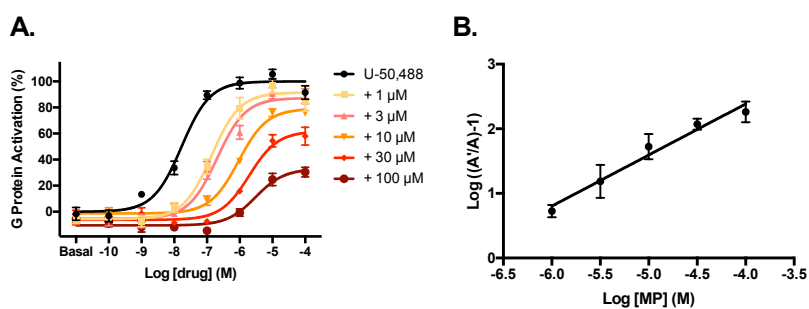 A.
G Protein Activation (%)
100
80
60
40
20
0
Basal -10 -9 -8 -7 -6 -5 -4
Log [drug] (M)
U-50,488
+ 1 µM
+ 3 µM
+ 10 µM
+ 30 µM
+ 100 µM
B.
Log ((A'/A)-1)
3
2
1
0
-6.5 -6.0 -5.5 -5.0 -4.5 -4.0 -3.5
Log [MP] (M)